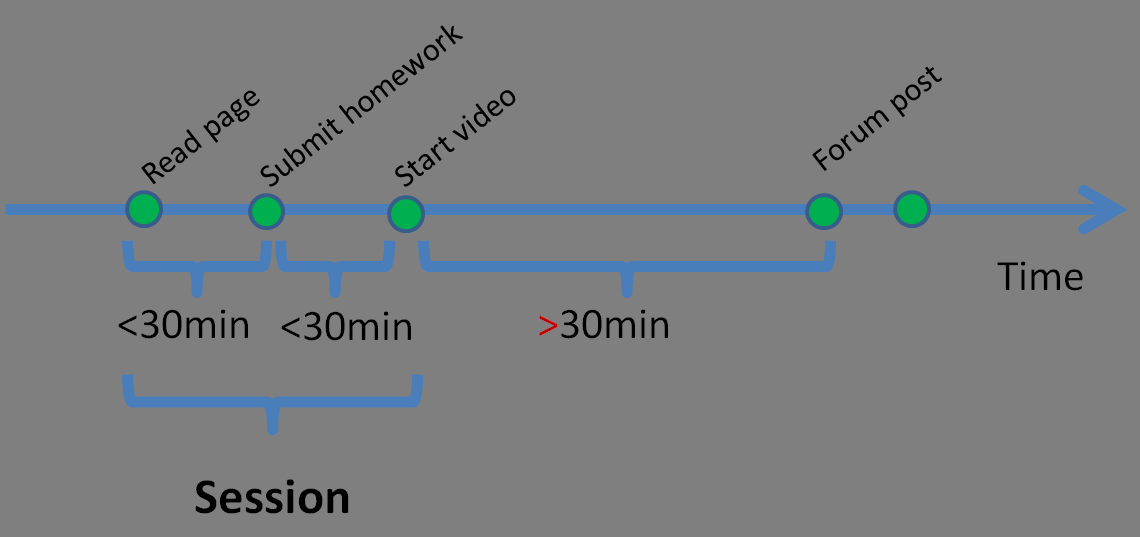 Read page
Submit homework
Start video
Forum post
Time
<30min
<30min
>30min
Session